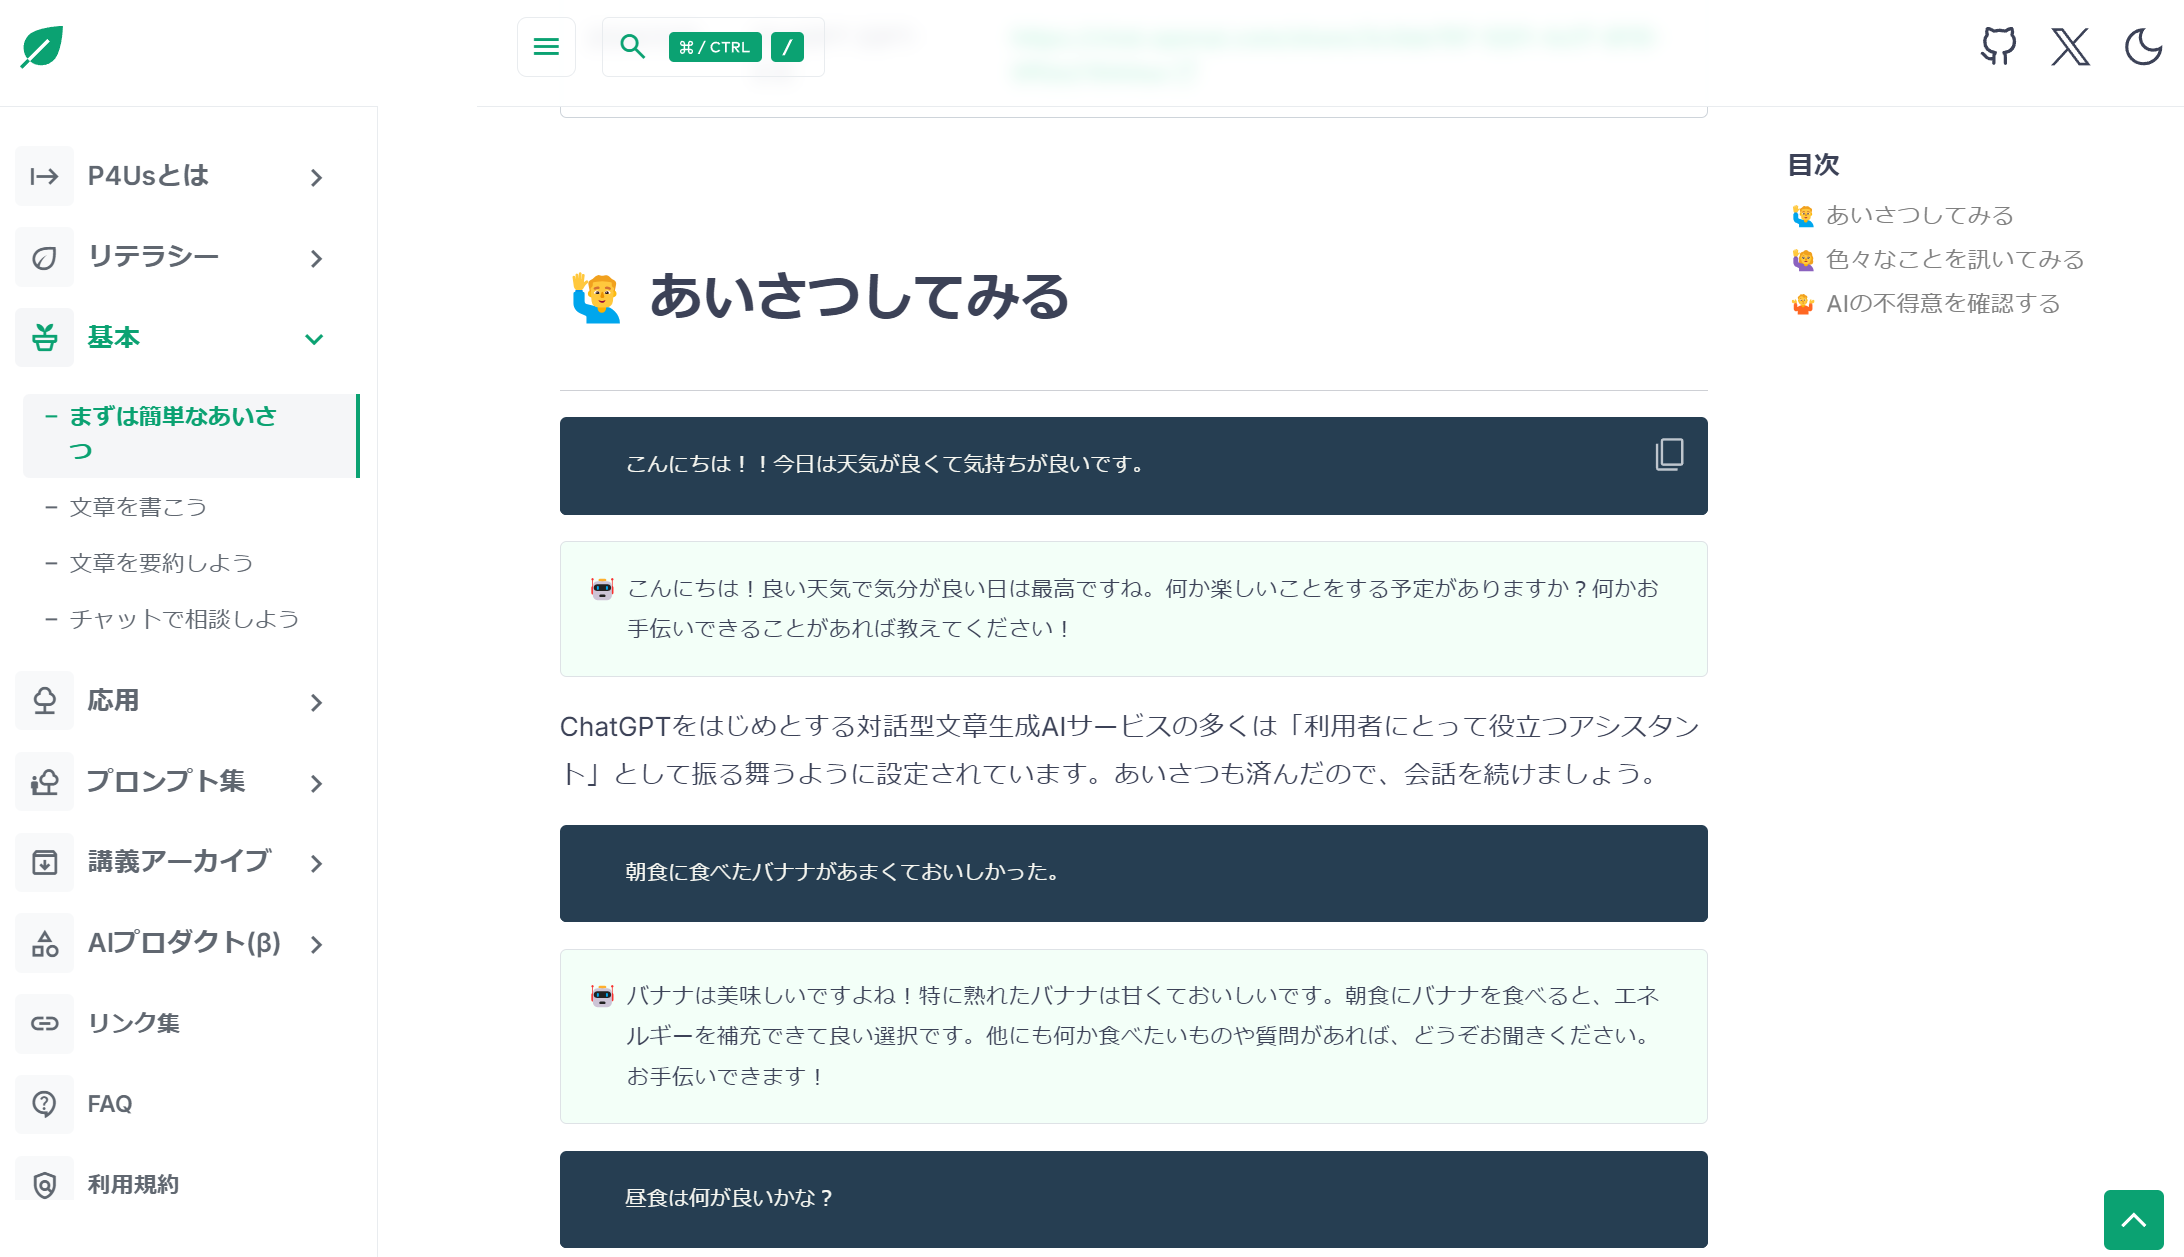 ⌘ / CTRL /
P4Usとは
リテラシー
基本
− まずは簡単なあいさ
つ
− 文章を書こう
− 文章を要約しよう
− チャットで相談しよう
応用
プロンプト集
講義アーカイブ
AIプロダクト(β)
リンク集
FAQ
利用規約
あいさつしてみる
こんにちは！！今日は天気が良くて気持ちが良いです。
こんにちは！良い天気で気分が良い日は最高ですね。何か楽しいことをする予定がありますか？何かお
手伝いできることがあれば教えてください！
ChatGPTをはじめとする対話型文章生成AIサービスの多くは「利用者にとって役立つアシスタン
ト」として振る舞うように設定されています。あいさつも済んだので、会話を続けましょう。
朝食に食べたバナナがあまくておいしかった。
バナナは美味しいですよね！特に熟れたバナナは甘くておいしいです。朝食にバナナを食べると、エネ
ルギーを補充できて良い選択です。他にも何か食べたいものや質問があれば、どうぞお聞きください。
お手伝いできます！
昼食は何が良いかな？
目次
あいさつしてみる
色々なことを訊いてみる
AIの不得意を確認する